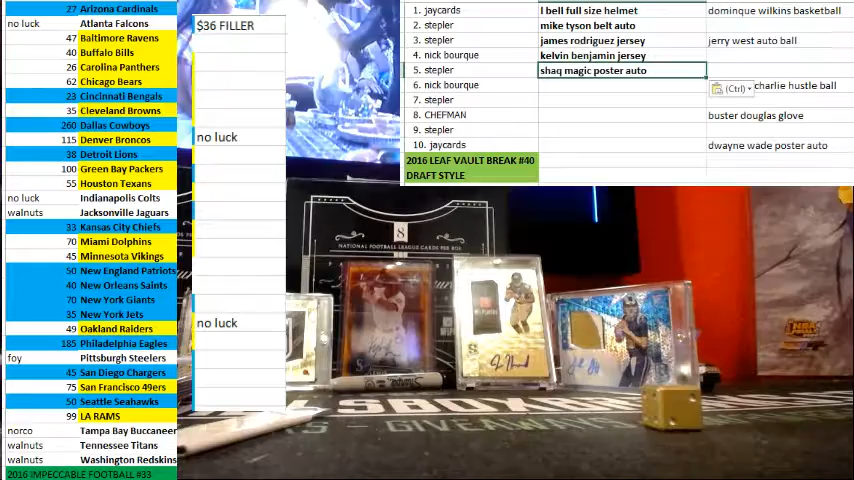 27 Arizona Cardinals
no luck Atlanta Falcons
47 Baltimore Ravens
40 Buffalo Bills
26 Carolina Panthers
62 Chicago Bears
23 Cincinnati Bengals
35 Cleveland Browns
260 Dallas Cowboys
115 Denver Broncos
38 Detroit Lions
100 Green Bay Packers
55 Houston Texans
no luck Indianapolis Colts
walnuts Jacksonville Jaguars
33 Kansas City Chiefs
70 Miami Dolphins
45 Minnesota Vikings
50 New England Patriots
40 New Orleans Saints
70 New York Giants
35 New York Jets
49 Oakland Raiders
185 Philadelphia Eagles
foy Pittsburgh Steelers
45 San Diego Chargers
75 San Francisco 49ers
50 Seattle Seahawks
99 LA RAMS
norco Tampa Bay Buccaneer
walnuts Tennessee Titans
walnuts Washington Redskins
2016 IMPECCABLE FOOTBALL #33
$36 FILLER
no luck
no luck
1. jaycards l bell full size helmet dominque wilkins basketball
2. stepler mike tyson belt auto
3. stepler james rodriguez jersey jerry west auto ball
4. nick bourque kelvin benjamin jersey
5. stepler shaq magic poster auto
6. nick bourque (Ctrl) charlie hustle ball
7. stepler
8. CHEFMAN buster douglas glove
9. stepler
10. jaycards dwayne wade poster auto
2016 LEAF VAULT BREAK #40
DRAFT STYLE
8
NATIONAL FOOTBALL LEAGUE CARDS PER BOX